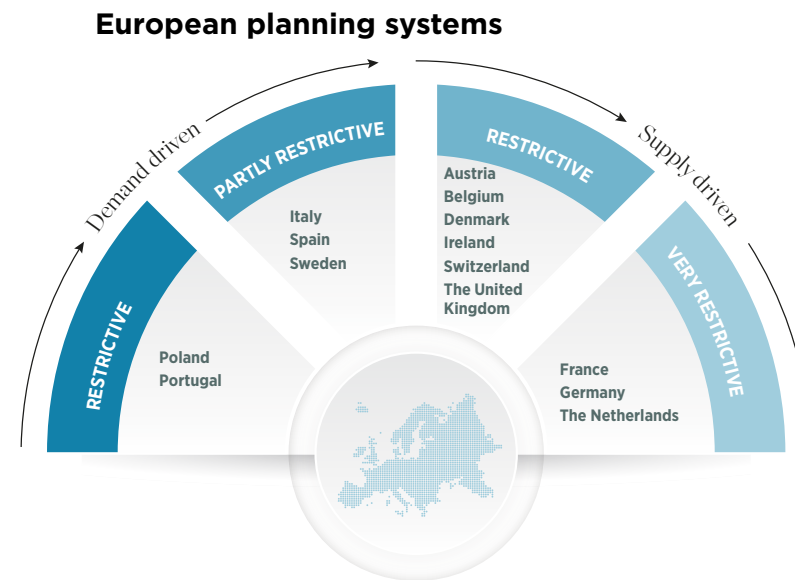 European planning systems
Demand driven
Supply driven
RESTRICTIVE
Poland
Portugal
PARTLY RESTRICTIVE
Italy
Spain
Sweden
RESTRICTIVE
Austria
Belgium
Denmark
Ireland
Switzerland
The United
Kingdom
VERY RESTRICTIVE
France
Germany
The Netherlands